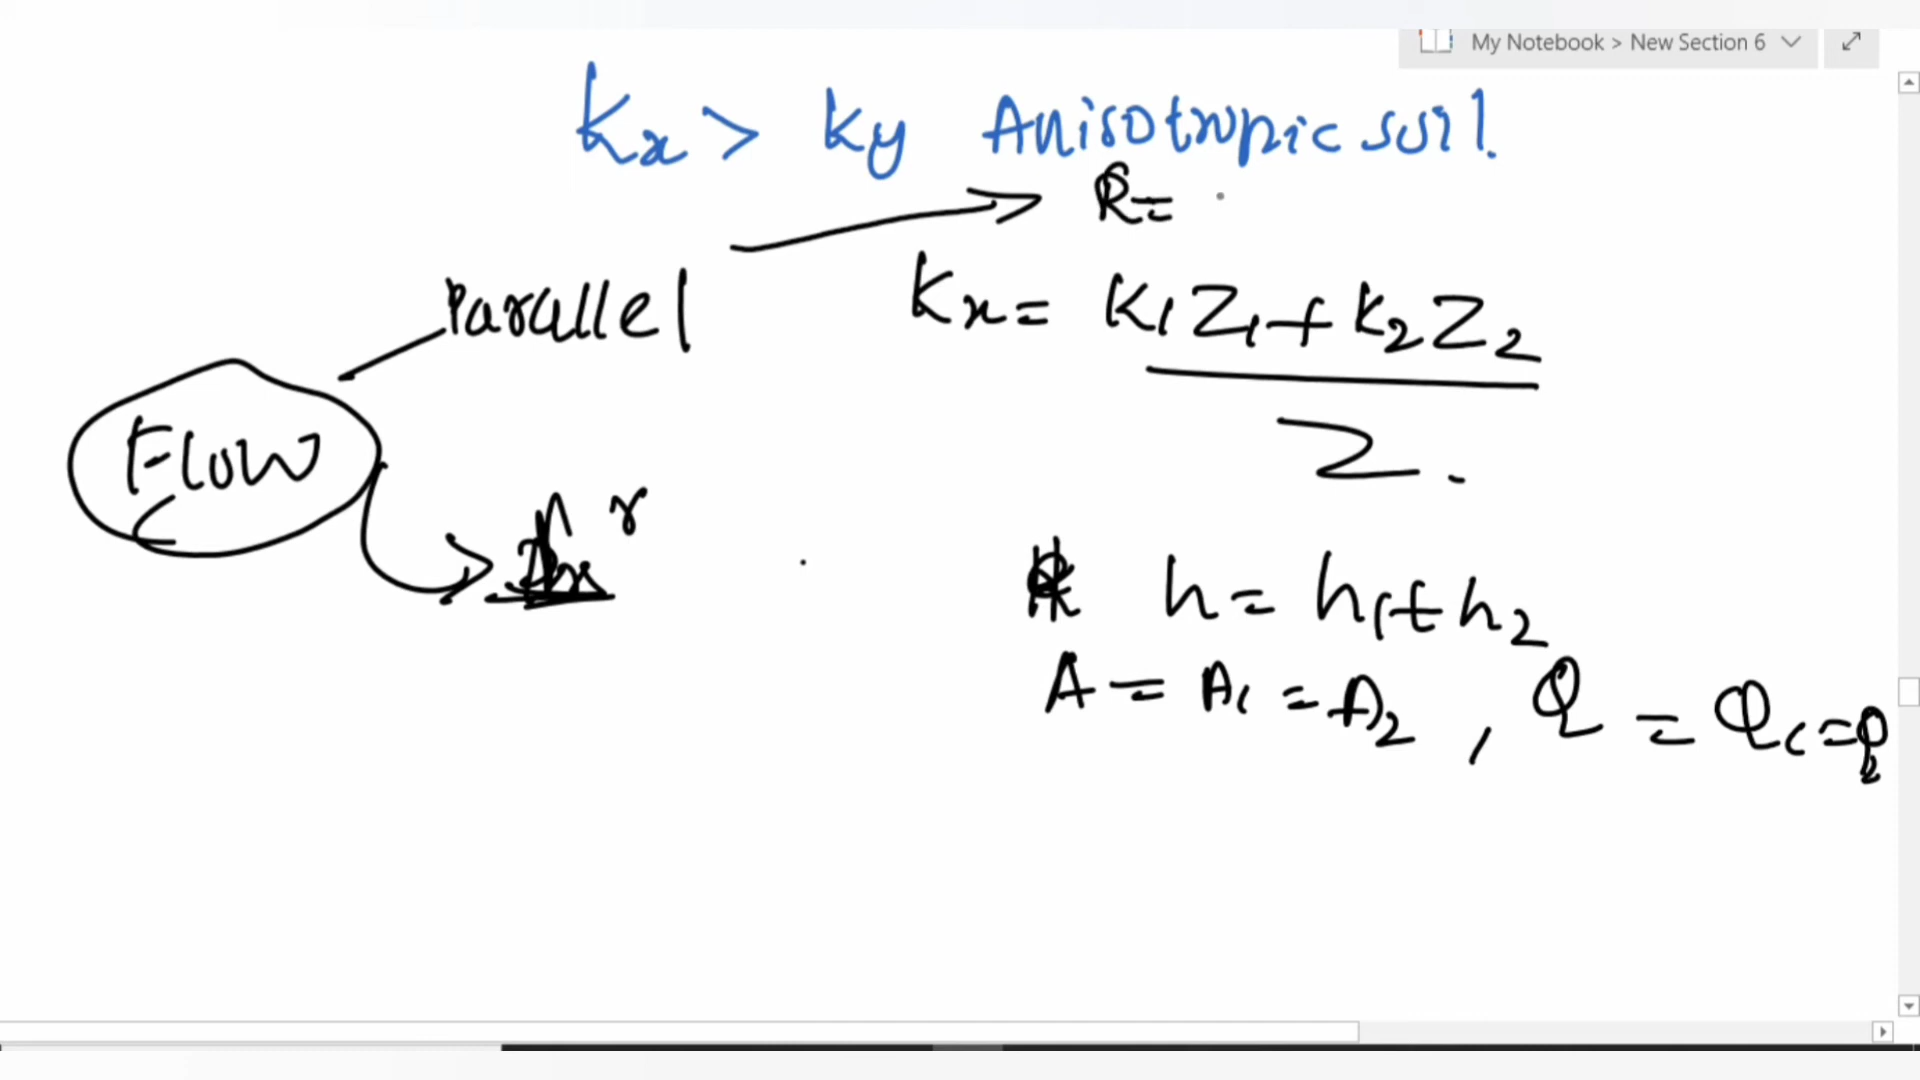 My Notebook > New Section 6
Kx > Ky Anisotropic soil.
Q =
Parallel
Kx = K1Z1 + K2Z2
Z.
Flow
r
h = h1 + h2
A = A1 = A2, Q = Q1 = Q2